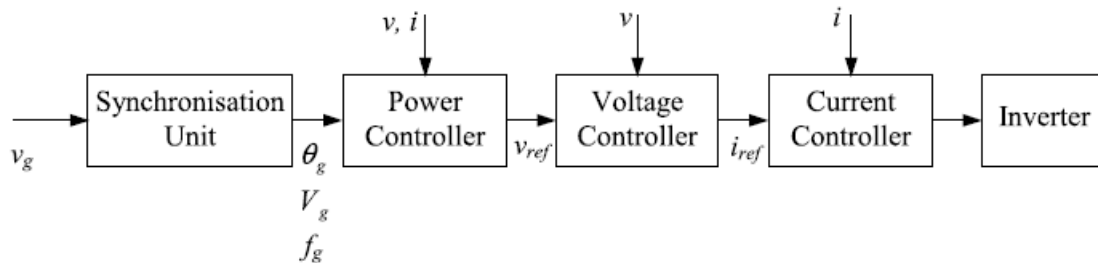 v, i
v
i
Synchronisation
Unit
Power
Controller
Voltage
Controller
Current
Controller
Inverter
v_g
θ_g
V_g
f_g
v_ref
i_ref